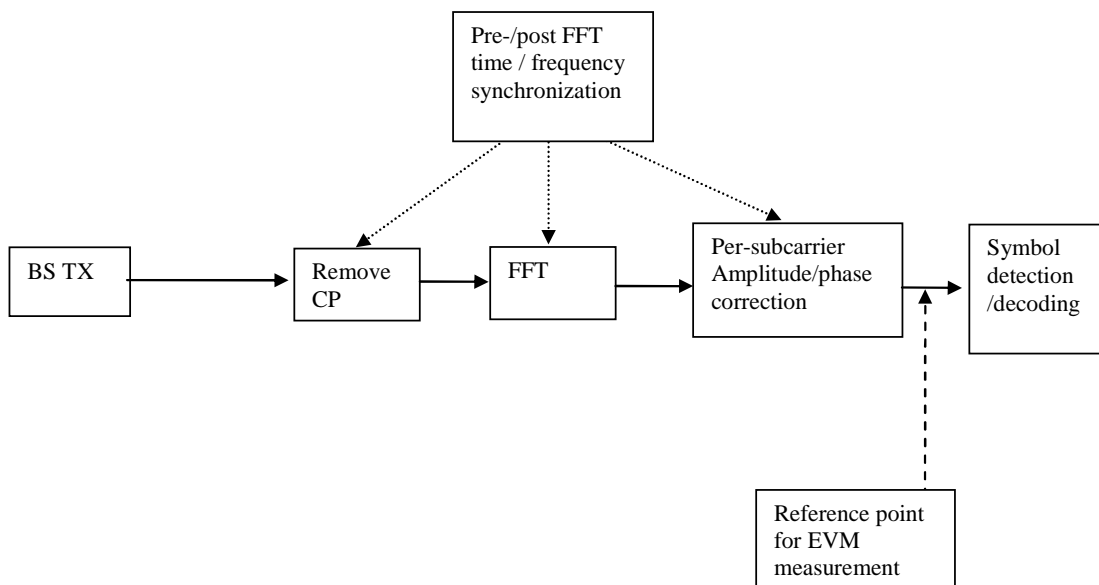 Pre-/post FFT
time / frequency
synchronization
BS TX
Remove
CP
FFT
Per-subcarrier
Amplitude/phase
correction
Symbol
detection
/decoding
Reference point
for EVM
measurement